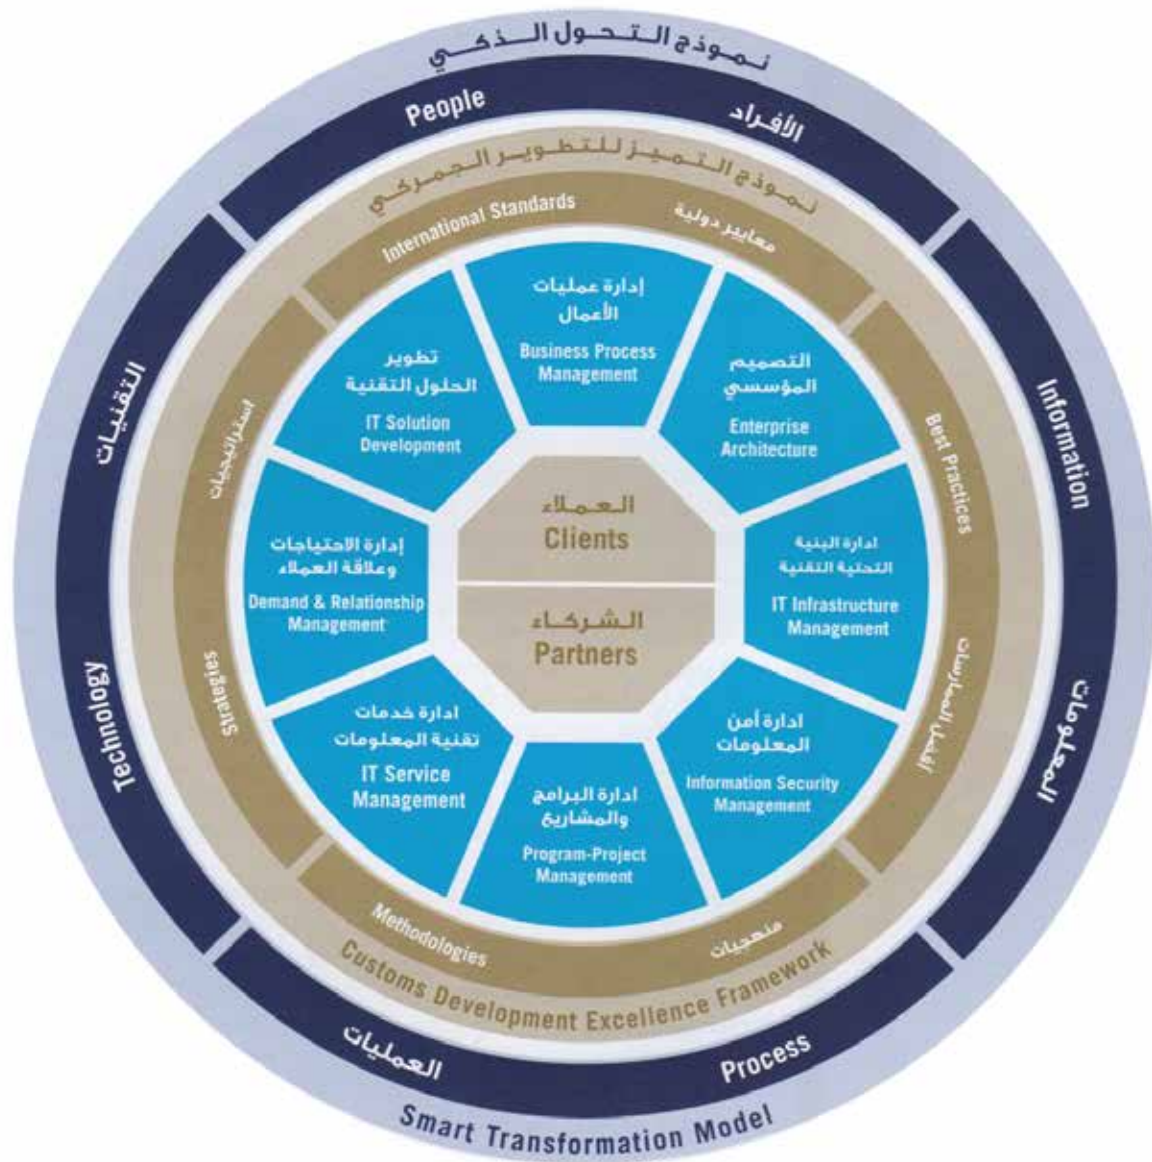 نموذج التحول الذكي
People
الأفراد
نموذج التميز للتطوير الجمركي
International Standards
معايير دولية
إدارة عمليات
الأعمال
Business Process
Management
التصميم
المؤسسي
Enterprise
Architecture
تطوير
الحلول التقنية
IT Solution
Development
التقنيات
استراتيجيات
Best Practices
Information
العملاء
Clients
الشركاء
Partners
إدارة الاحتياجات
وعلاقة العملاء
Demand & Relationship
Management
ادارة البنية
التحتية التقنية
IT Infrastructure
Management
Technology
Strategies
أفضل الممارسات
المعلومات
ادارة خدمات
تقنية المعلومات
IT Service
Management
ادارة البرامج
والمشاريع
Program-Project
Management
ادارة أمن
المعلومات
Information Security
Management
Methodologies
منهجيات
Customs Development Excellence Framework
العمليات
Process
Smart Transformation Model